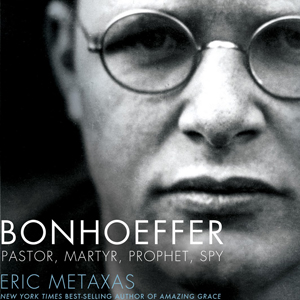 BONHOEFFER
PASTOR, MARTYR, PROPHET, SPY
ERIC METAXAS
NEW YORK TIMES BEST-SELLING AUTHOR OF AMAZING GRACE